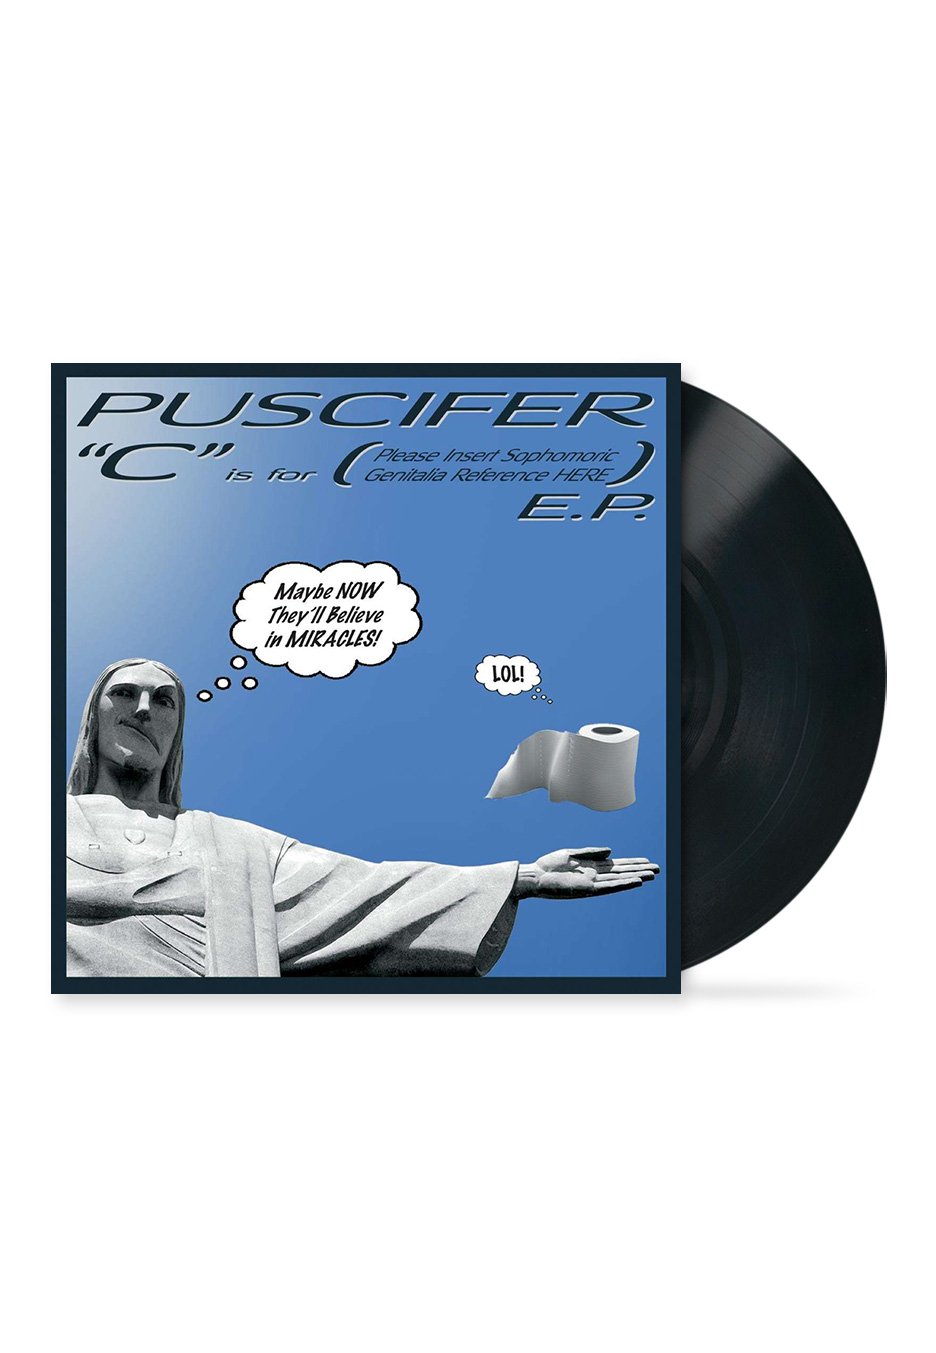 PUSCIFER
“C” is for (Please Insert Sophomoric
Genitalia Reference HERE)
E.P.
Maybe NOW
They´ll Believe
in MIRACLES!
LOL!